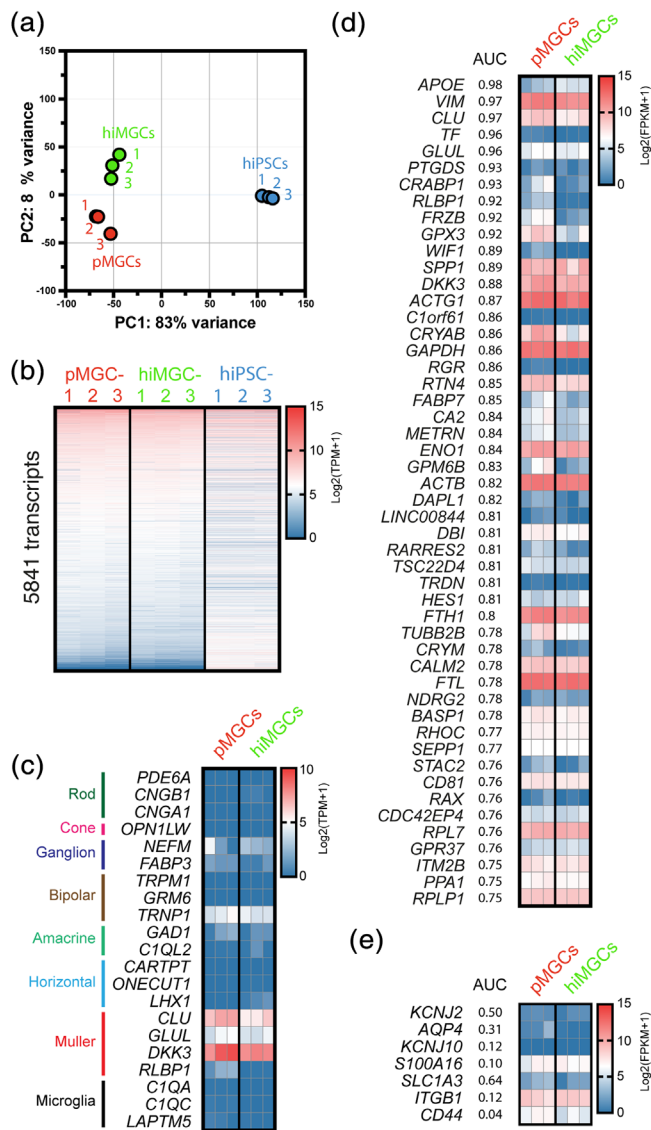 (a)
150
100
50
0
-50
-100
-100
-50
0
50
100
150
PC2: 8 % variance
PC1: 83% variance
hiMGCs
1
2
3
hiPSCs
1
2
3
1
2
3
pMGCs
(b)
pMGC- hiMGC- hiPSC-
1 2 3 1 2 3 1 2 3
5841 transcripts
15
10
5
0
Log2(TPM+1)
(c)
pMGCs hiMGCs
Rod
PDE6A
CNGB1
CNGA1
Cone
OPN1LW
Ganglion
NEFM
FABP3
Bipolar
TRPM1
GRM6
TRNP1
Amacrine
GAD1
C1QL2
Horizontal
CARTPT
ONECUT1
LHX1
Muller
CLU
GLUL
DKK3
RLBP1
Microglia
C1QA
C1QC
LAPTM5
10
5
0
Log2(TPM+1)
(d)
AUC pMGCs hiMGCs
APOE 0.98
VIM 0.97
CLU 0.97
TF 0.96
GLUL 0.96
PTGDS 0.93
CRABP1 0.93
RLBP1 0.92
FRZB 0.92
GPX3 0.92
WIF1 0.89
SPP1 0.89
DKK3 0.88
ACTG1 0.87
C1orf61 0.86
CRYAB 0.86
GAPDH 0.86
RGR 0.86
RTN4 0.85
FABP7 0.85
CA2 0.84
METRN 0.84
ENO1 0.84
GPM6B 0.83
ACTB 0.82
DAPL1 0.82
LINC00844 0.81
DBI 0.81
RARRES2 0.81
TSC22D4 0.81
TRDN 0.81
HES1 0.81
FTH1 0.8
TUBB2B 0.78
CRYM 0.78
CALM2 0.78
FTL 0.78
NDRG2 0.78
BASP1 0.78
RHOC 0.77
SEPP1 0.77
STAC2 0.76
CD81 0.76
RAX 0.76
CDC42EP4 0.76
RPL7 0.76
GPR37 0.76
ITM2B 0.75
PPA1 0.75
RPLP1 0.75
15
10
5
0
Log2(FPKM+1)
(e)
AUC pMGCs hiMGCs
KCNJ2 0.50
AQP4 0.31
KCNJ10 0.12
S100A16 0.10
SLC1A3 0.64
ITGB1 0.12
CD44 0.04
15
10
5
0
Log2(FPKM+1)